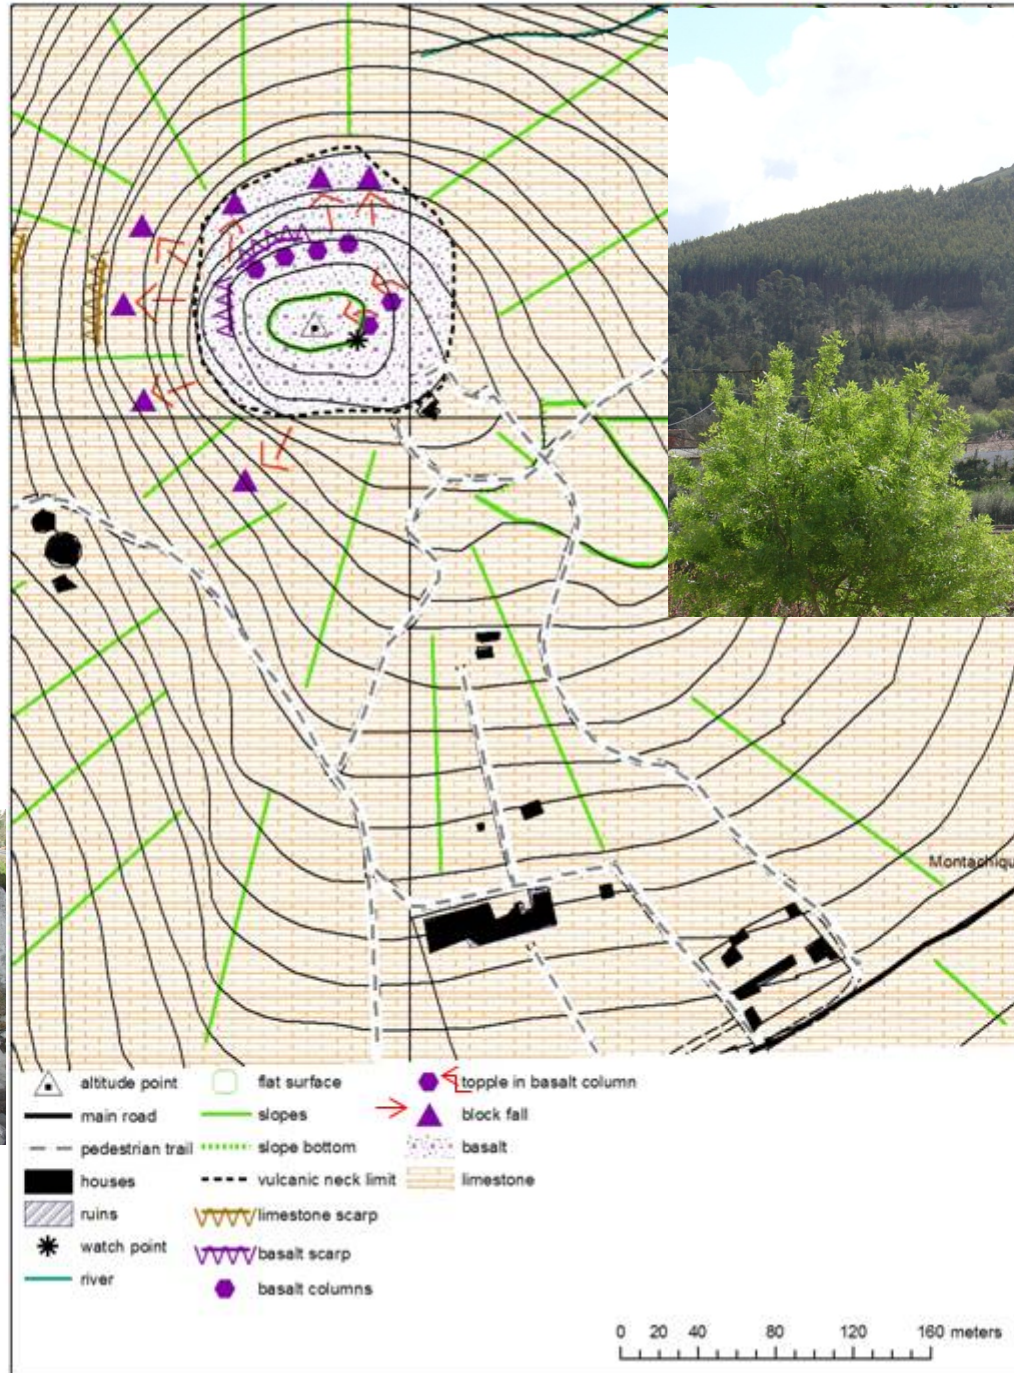 Montachiqu
altitude point
main road
pedestrian trail
houses
ruins
watch point
river
flat surface
slopes
slope bottom
vulcanic neck limit
limestone scarp
basalt scarp
basalt columns
topple in basalt column
block fall
basalt
limestone
0 20 40 80 120 160 meters